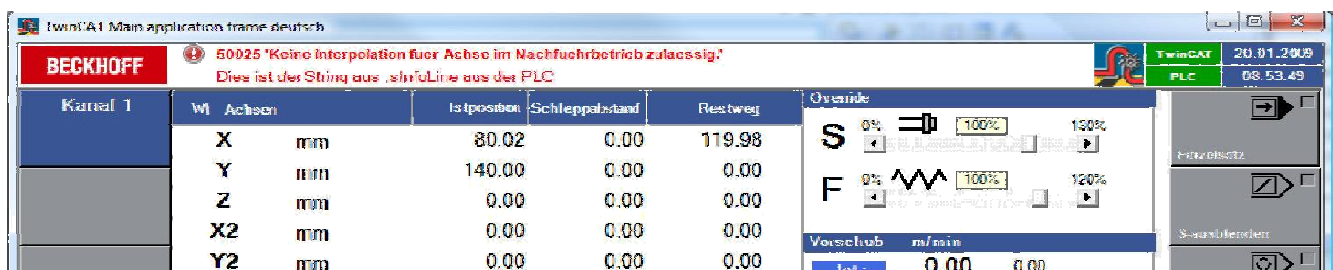 TwinCAT Main application frame deutsch
BECKHOFF
50025 'Keine Interpolation fuer Achse im Nachfuehrbetrieb zulaessig.'
Dies ist der String aus .strInfoLine aus der PLC
TwinCAT 20.01.2009
PLC 08.53.49
Kanal 1
WI Achsen Istposition Schleppabstand Restweg
X mm 80.02 0.00 119.98
Y mm 140.00 0.00 0.00
Z mm 0.00 0.00 0.00
X2 mm 0.00 0.00 0.00
Y2 mm 0.00 0.00 0.00
Override
S 0% 100% 130%
F 0% 100% 120%
Vorschub m/min
0.00 0.00
Einzelsatz
S-ausblenden